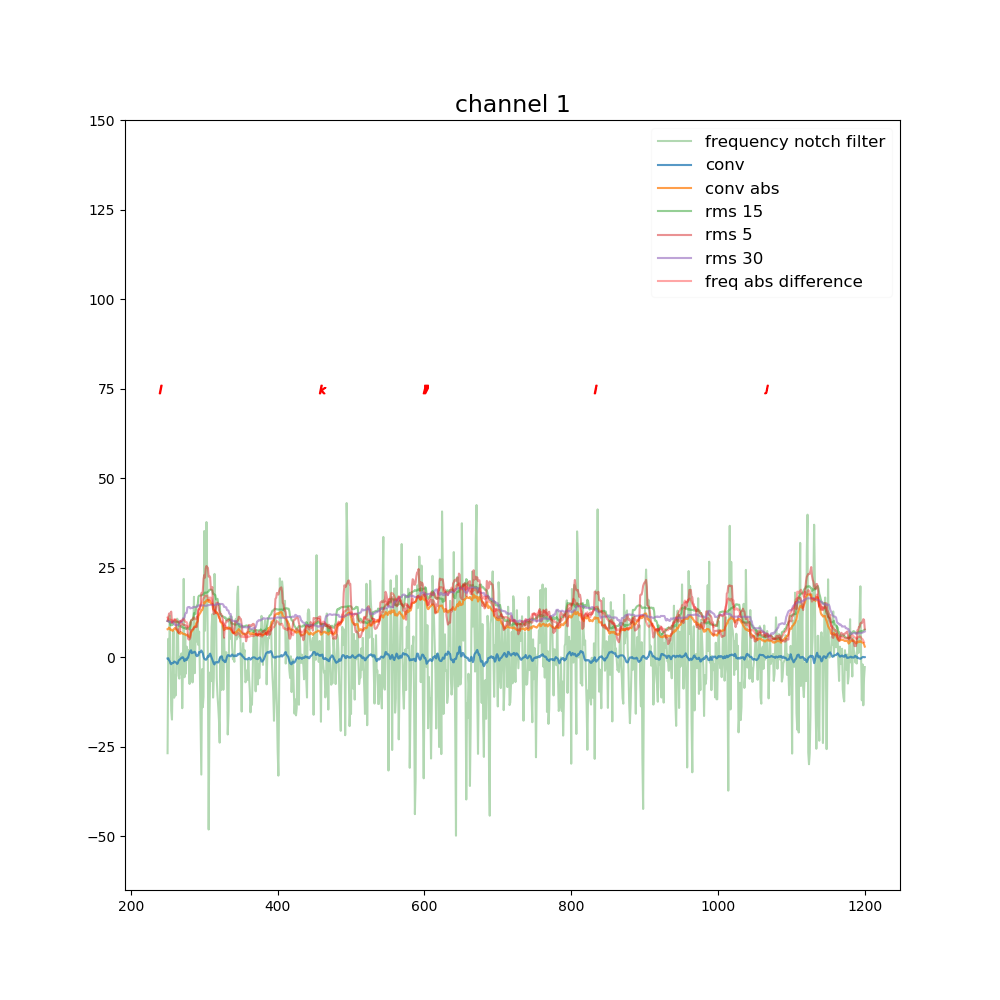 channel 1
150
125
100
75
50
25
0
−25
−50
frequency notch filter
conv
conv abs
rms 15
rms 5
rms 30
freq abs difference
l k l j
200 400 600 800 1000 1200